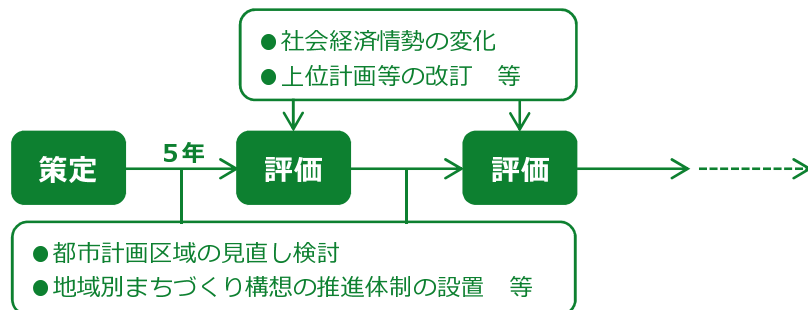 ●社会経済情勢の変化
●上位計画等の改訂　等
策定
５年
評価
評価
●都市計画区域の見直し検討
●地域別まちづくり構想の推進体制の設置　等